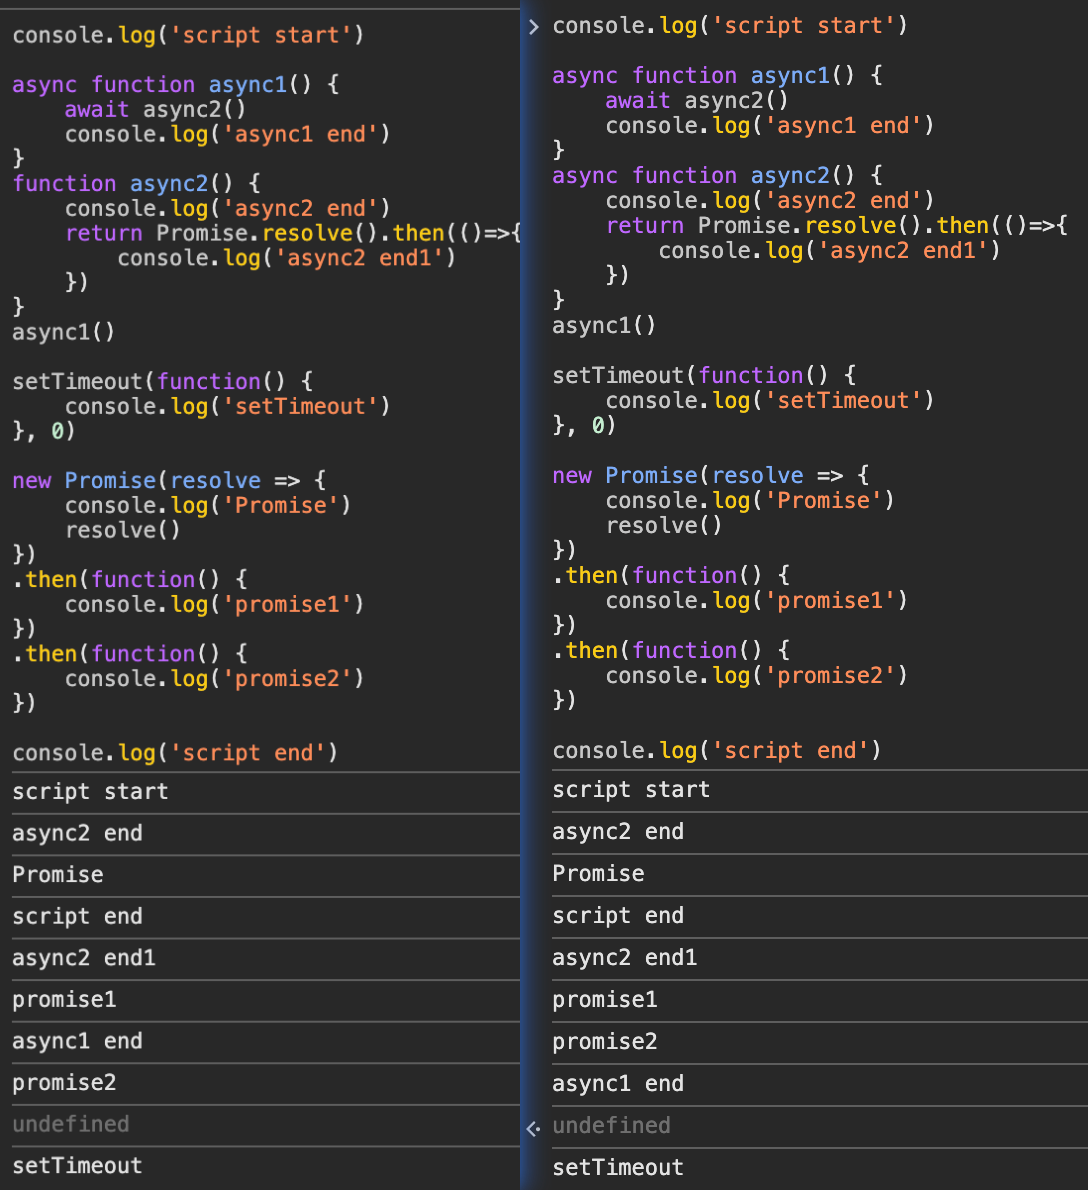 console.log('script start')
async function async1() {
    await async2()
    console.log('async1 end')
}
function async2() {
    console.log('async2 end')
    return Promise.resolve().then(()=>{
        console.log('async2 end1')
    })
}
async1()
setTimeout(function() {
    console.log('setTimeout')
}, 0)
new Promise(resolve => {
    console.log('Promise')
    resolve()
})
.then(function() {
    console.log('promise1')
})
.then(function() {
    console.log('promise2')
})
console.log('script end')
script start
async2 end
Promise
script end
async2 end1
promise1
async1 end
promise2
undefined
setTimeout
console.log('script start')
async function async1() {
    await async2()
    console.log('async1 end')
}
async function async2() {
    console.log('async2 end')
    return Promise.resolve().then(()=>{
        console.log('async2 end1')
    })
}
async1()
setTimeout(function() {
    console.log('setTimeout')
}, 0)
new Promise(resolve => {
    console.log('Promise')
    resolve()
})
.then(function() {
    console.log('promise1')
})
.then(function() {
    console.log('promise2')
})
console.log('script end')
script start
async2 end
Promise
script end
async2 end1
promise1
promise2
async1 end
undefined
setTimeout